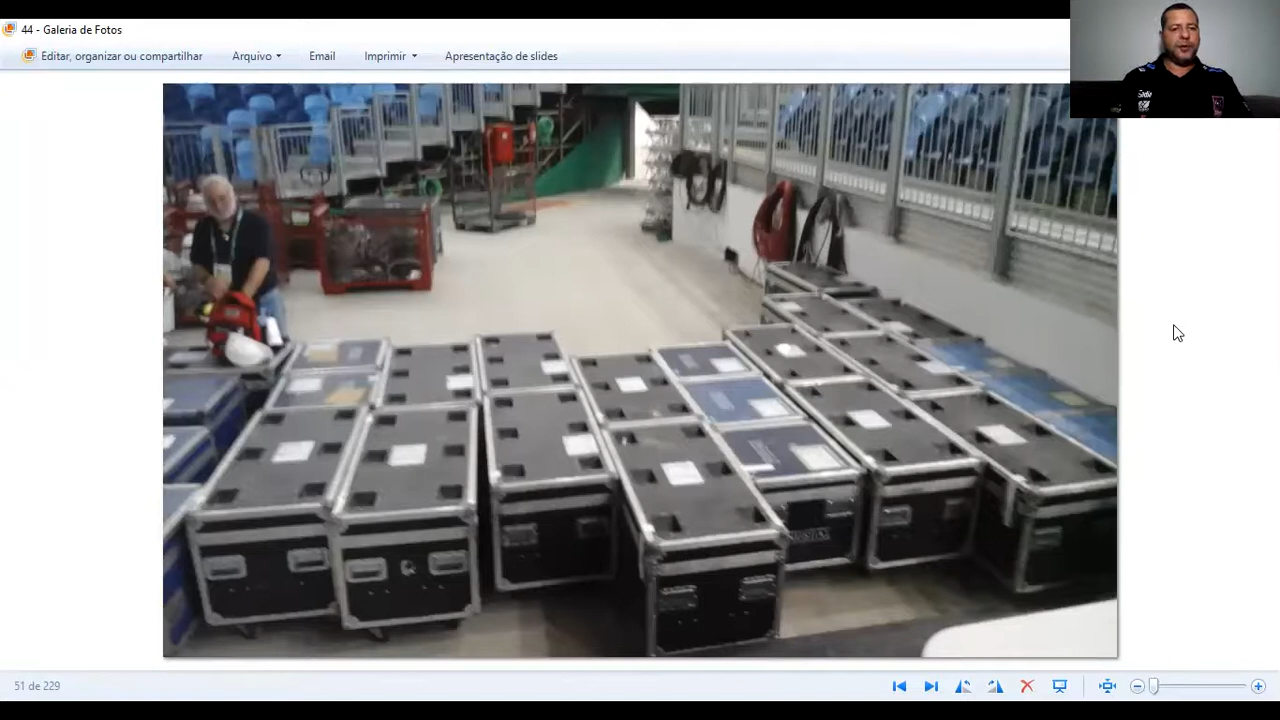 44 - Galeria de Fotos
Editar, organizar ou compartilhar Arquivo Email Imprimir Apresentação de slides
51 de 229